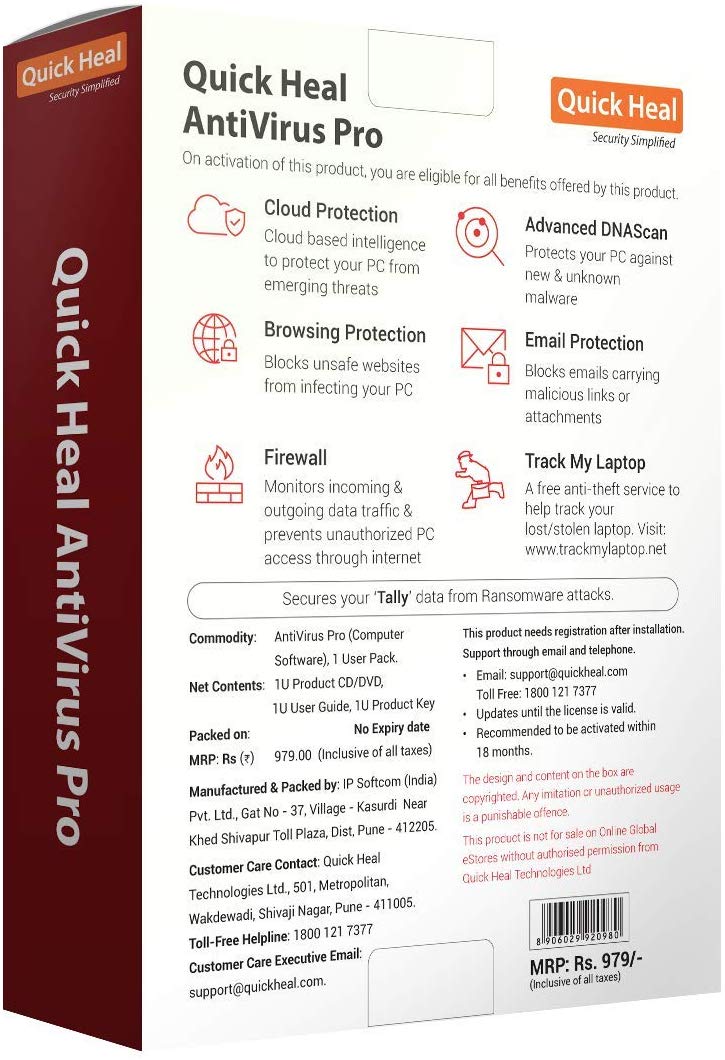 Quick Heal
Security Simplified
Quick Heal AntiVirus Pro
Quick Heal
AntiVirus Pro
Quick Heal
Security Simplified
On activation of this product, you are eligible for all benefits offered by this product.
Cloud Protection
Cloud based intelligence
to protect your PC from
emerging threats
Advanced DNAScan
Protects your PC against
new & unknown
malware
Browsing Protection
Blocks unsafe websites
from infecting your PC
Email Protection
Blocks emails carrying
malicious links or
attachments
Firewall
Monitors incoming &
outgoing data traffic &
prevents unauthorized PC
access through internet
Track My Laptop
A free anti-theft service to
help track your
lost/stolen laptop. Visit:
www.trackmylaptop.net
Secures your 'Tally' data from Ransomware attacks.
Commodity: AntiVirus Pro (Computer
Software), 1 User Pack.
Net Contents: 1U Product CD/DVD,
1U User Guide, 1U Product Key
Packed on: No Expiry date
MRP: Rs (₹) 979.00 (Inclusive of all taxes)
Manufactured & Packed by: IP Softcom (India)
Pvt. Ltd., Gat No - 37, Village - Kasurdi Near
Khed Shivapur Toll Plaza, Dist, Pune - 412205.
Customer Care Contact: Quick Heal
Technologies Ltd., 501, Metropolitan,
Wakdewadi, Shivaji Nagar, Pune - 411005.
Toll-Free Helpline: 1800 121 7377
Customer Care Executive Email:
support@quickheal.com.
This product needs registration after installation.
Support through email and telephone.
• Email: support@quickheal.com
Toll Free: 1800 121 7377
• Updates until the license is valid.
• Recommended to be activated within
18 months.
The design and content on the box are
copyrighted. Any imitation or unauthorized usage
is a punishable offence.
This product is not for sale on Online Global
eStores without authorised permission from
Quick Heal Technologies Ltd
8 906029 920980
MRP: Rs. 979/-
(Inclusive of all taxes)